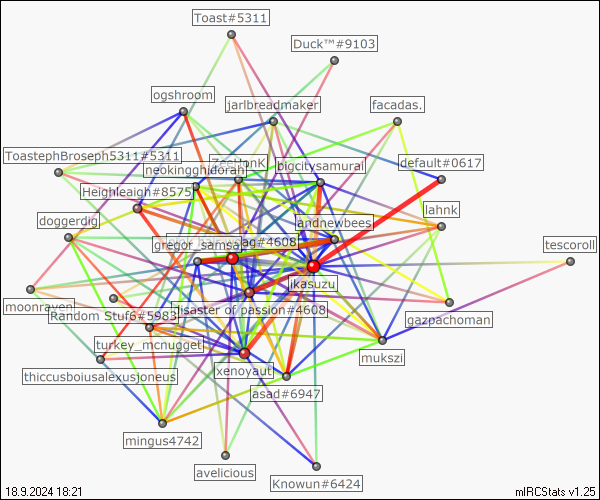 Toast#5311
Duck™#9103
ogshroom
jarlbreadmaker
facadas.
ToastephBroseph5311#5311
neokingghidorah
bigcitysamurai
default#0617
Heighleaigh#8575
doggerdig
andnewbees
lahnk
gregor_samsa
ag#4608
tescoroll
ikasuzu
moonraven
Random Stuf6#5983
disaster of passion#4608
gazpachoman
turkey_mcnugget
mukszi
thiccusboiusalexusjoneus
xenoyaut
asad#6947
mingus4742
avelicious
Knowun#6424
18.9.2024 18:21
mIRCStats v1.25